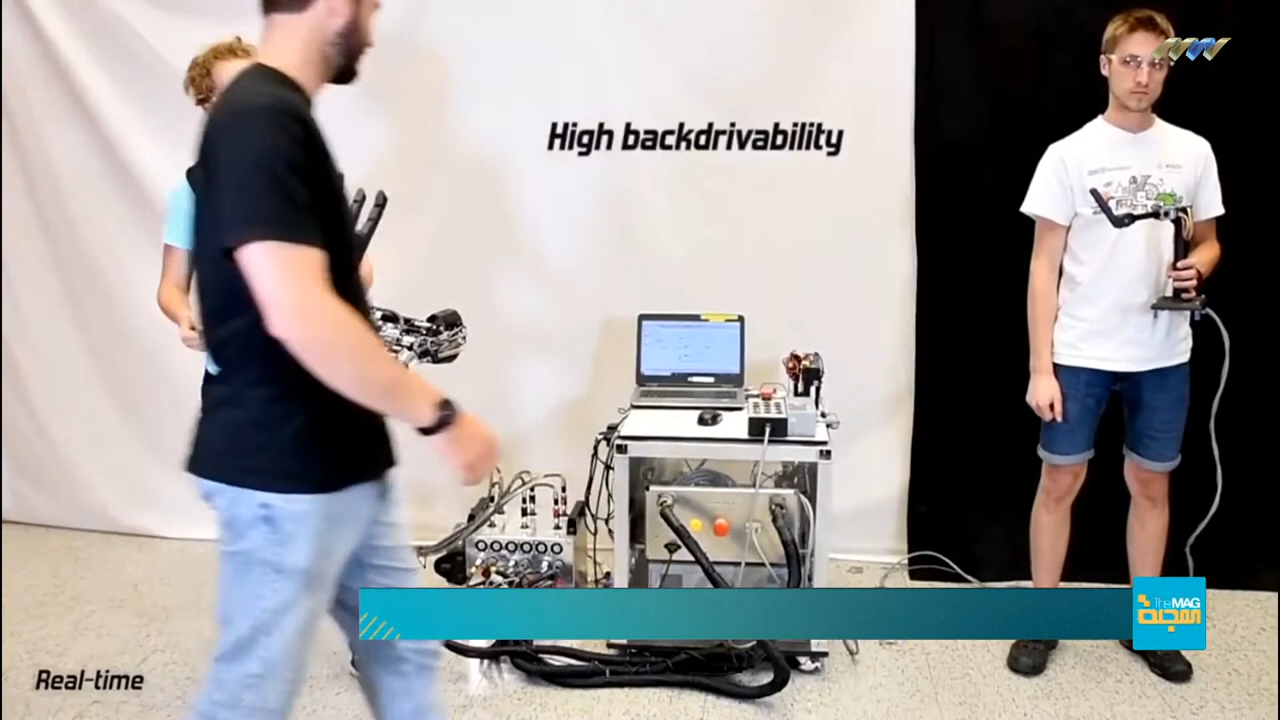 High backdrivability
The MAG
المجلة
Real-time